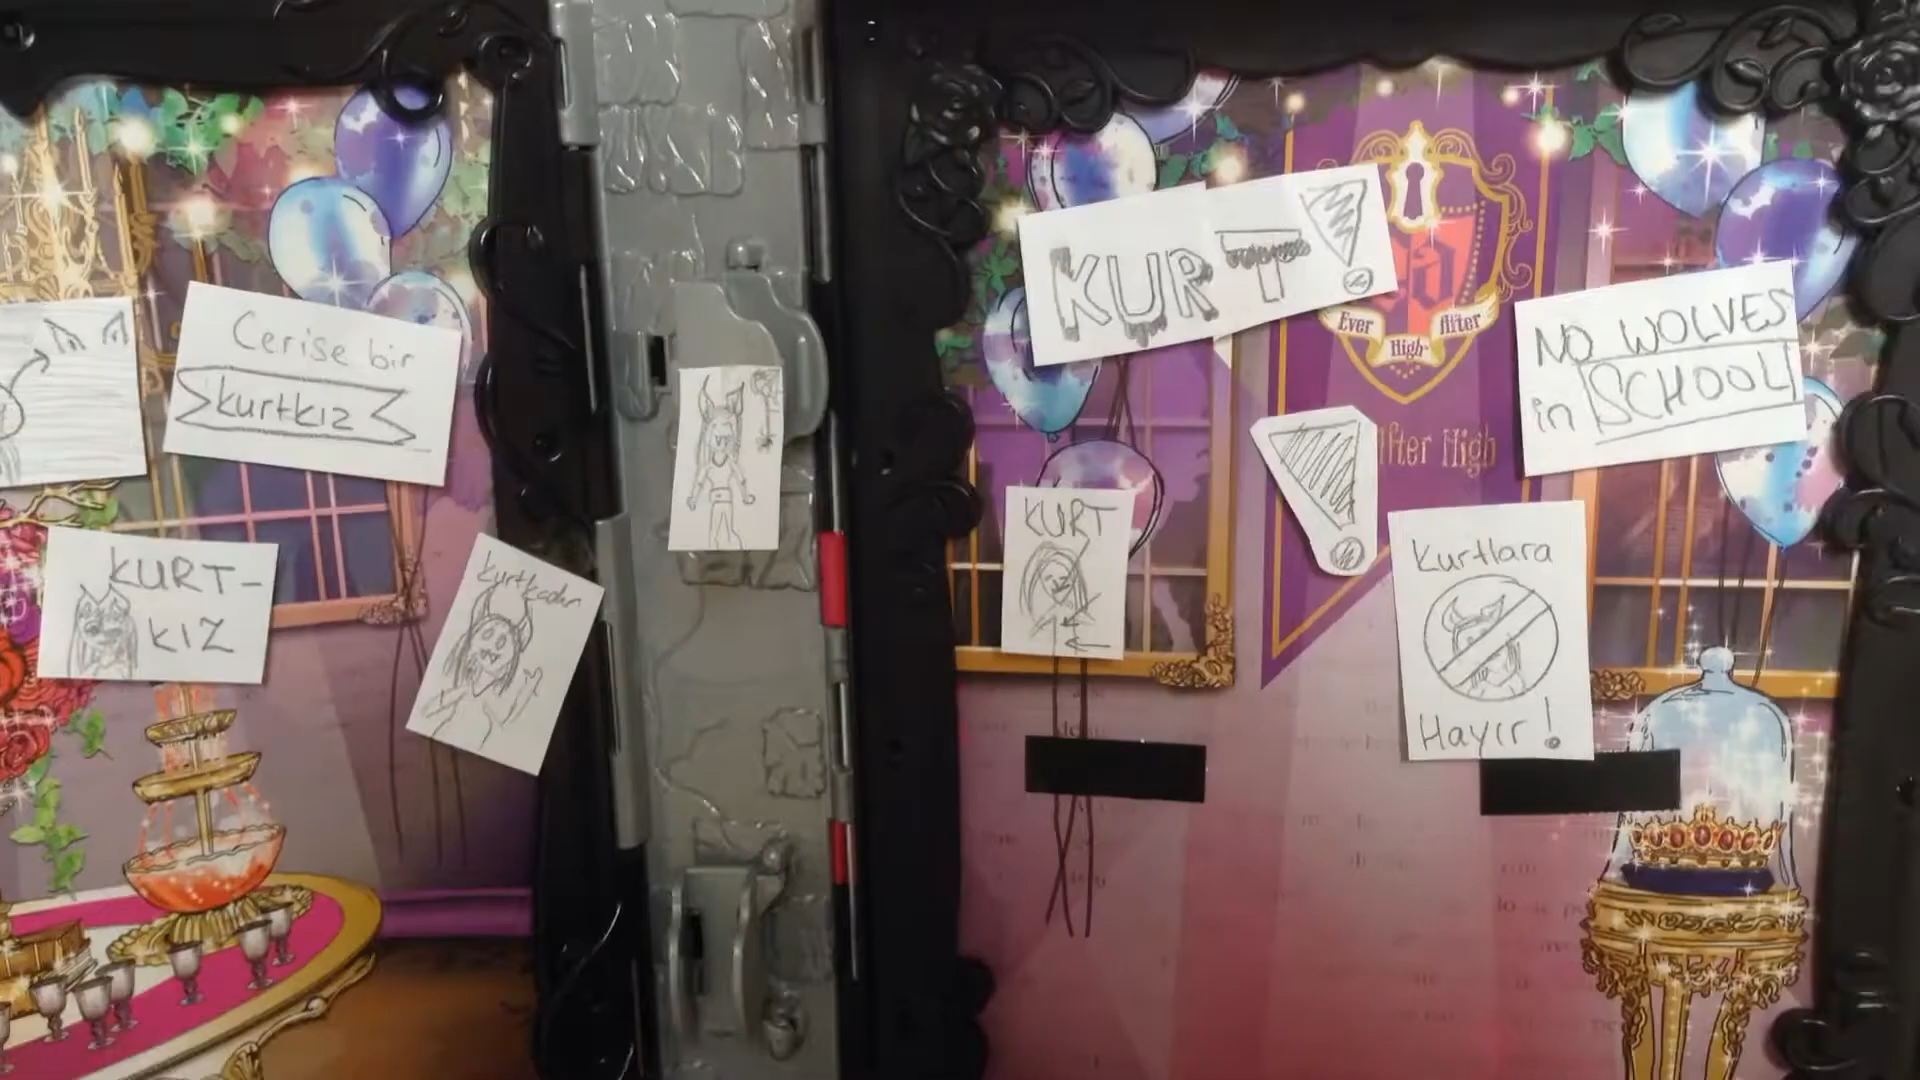 Cerise bir
kurtkız
KURT-
KIZ
kurtkadın
KURT!
Ever After
High
After High
NO WOLVES
in SCHOOL
!
KURT
Kurtlara
Hayır!